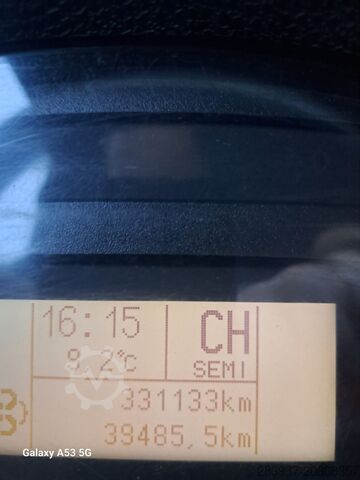 16:15
CH
8,2°c
SEMI
331133km
39485,5km
Galaxy A53 5G